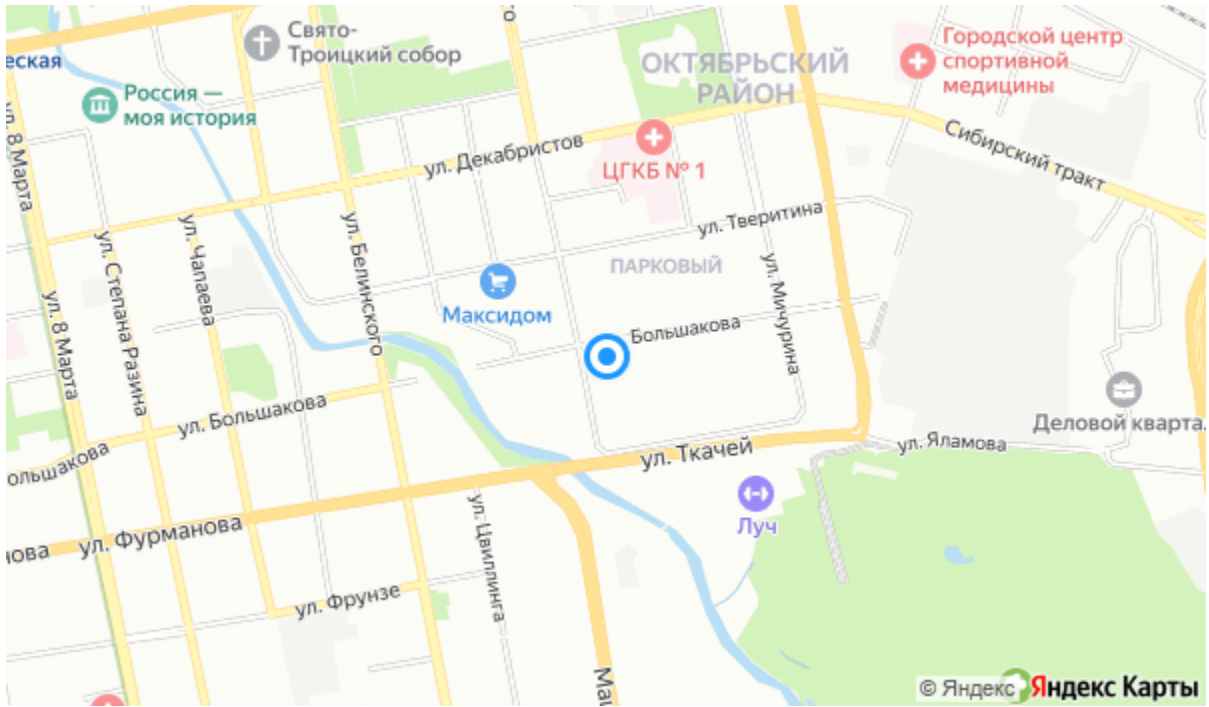 Свято-
Троицкий собор
еская
Россия —
моя история
ул. 8 Марта
ОКТЯБРЬСКИЙ
РАЙОН
Городской центр
спортивной
медицины
Сибирский тракт
ул. Декабристов
ЦГКБ № 1
ул. Тверитина
ПАРКОВЫЙ
ул. Мичурина
ул. Степана Разина
ул. Чапаева
ул. Белинского
Максидом
Большакова
ул. 8 Марта
ул. Большакова
ольшакова
Деловой кварта
ул. Ткачей
ул. Яламова
Луч
ул. Фурманова
нова
ул. Цвиллинга
ул. Фрунзе
Маш
© Яндекс
Яндекс Карты